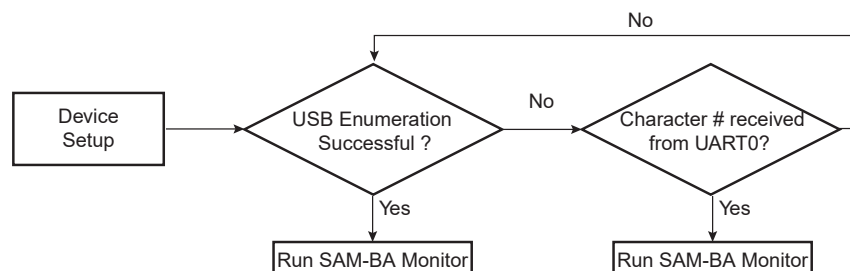 No
Device
Setup
USB Enumeration
Successful ?
No
Character # received
from UART0?
Yes
Yes
Run SAM-BA Monitor
Run SAM-BA Monitor